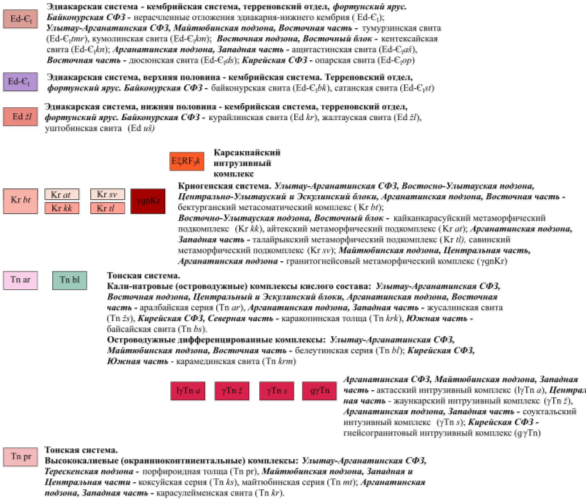 Эдиакарская система - кембрийская система, терреновский отдел, фортунский ярус.
Ed-Є₁
Байконурская СФЗ - нерасчлененные отложения эдиакария-нижнего кембрия ( Ed-Є₁);
Улытау-Арганатинская СФЗ, Майтюбинская подзона, Восточная часть - тумурзинская
свита (Ed-Є₁tmr), кумолинская свита (Ed-Є₁km); Восточная подзона, Восточный блок - кентексайская
свита (Ed-Є₁kn); Арганатинская подзона, Западная часть - ащитастинская свита (Ed-Є₁aš),
Восточная часть - дюсюонская свита (Ed-Є₁ds); Кирейская СФЗ - опарская свита (Ed-Є₁op)
Ed-Є₁
Эдиакарская система, верхняя половина - кембрийская система. Терреновский отдел,
фортунский ярус. Байконурская СФЗ - байконурская свита (Ed-Є₁bk), сатанская свита (Ed-Є₁st)
Ed žl
Эдиакарская система, нижняя половина - кембрийская система, терреновский отдел,
фортунский ярус. Байконурская СФЗ - курайлинская свита (Ed kr), жалтауская свита (Ed žl),
уштобинская свита (Ed uš)
EξRF₃k
Карсакпайский
интрузивный
комплекс
Kr bt
Kr at
Kr sv
Kr kk
Kr tl
γgnKr
Криогенская система. Улытау-Арганатинская СФЗ, Востосно-Улытауская подзона,
Центрально-Улытауский и Эскулинский блоки, Арганатинская подзона, Восточная часть -
бектурганский метасоматический комплекс (Kr bt);
Восточно-Улытауская подзона, Восточный блок - кайканкарасуйский метаморфический
подкомплекс (Kr kk), айтекский метаморфический подкомплекс (Kr at); Арганатинская подзона,
Западная часть - талайрыкский метаморфический подкомплекс (Kr tl), савинский
метаморфический подкомплекс (Kr sv); Майтюбинская подзона, Центральная часть,
Арганатинская подзона - гранитогнейсовый метаморфический комплекс (γgnKr)
Tn ar
Tn bl
Тонская система.
Кали-натровые (островодужные) комплексы кислого состава: Улытау-Арганатинская СФЗ,
Восточная подзона, Центральный и Эскулинский блоки, Арганатинская подзона, Восточная
часть - аралбайская серия (Tn ar), Арганатинская подзона, Западная часть - жусалинская свита
(Tn žs), Кирейская СФЗ, Северная часть - каракопинская толща (Tn krk), Южная часть -
байсайская свита (Tn bs).
Островодужные дифференцированные комплексы: Улытау-Арганатинская СФЗ,
Майтюбинская подзона, Восточная часть - белеутинская серия (Tn bl); Кирейская СФЗ,
Южная часть - карамединская свита (Tn krm)
lγTn a
γTn ž
γTn s
gγTn
Арганатинская СФЗ, Майтюбинская подзона, Западная
часть - актасский интрузивный комплекс (lγTn a), Централь-
ная часть - жаункарский интрузивный комплекс (γTn ž),
Арганатинская подзона, Западная часть - соуктальский
интузивный комплекс (γTn s); Кирейская СФЗ -
гнейсогранитовый интрузивный комплекс (gγTn)
Tn pr
Тонская система.
Высококалиевые (окраинноконтинентальные) комплексы: Улытау-Арганатинская СФЗ,
Терескенская подзона - порфироидная толща (Tn pr), Майтюбинская подзона, Западная и
Центральная части - коксуйская серия (Tn ks), майтюбинская серия (Tn mt); Арганатинская
подзона, Западная часть - карасулейменская свита (Tn kr).